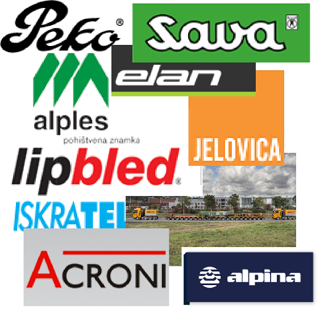 Peko
Sava
elan
alples
pohištvena znamka
JELOVICA
lipbled
ISKRATEL
ACRONI
alpina